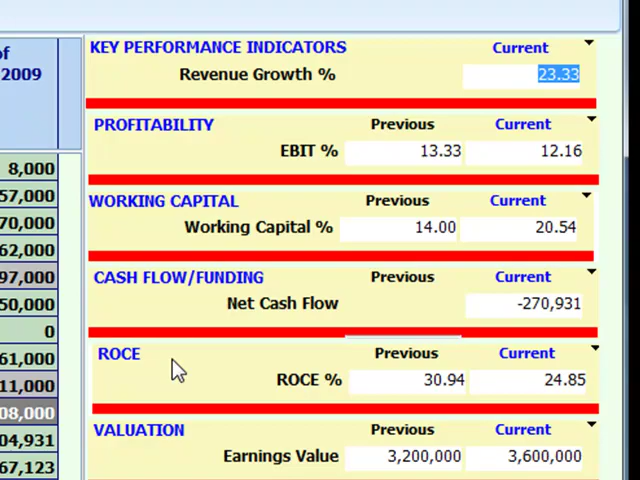 of
2009
KEY PERFORMANCE INDICATORS Current
Revenue Growth % 23.33
PROFITABILITY Previous Current
EBIT % 13.33 12.16
8,000
57,000
WORKING CAPITAL Previous Current
70,000
Working Capital % 14.00 20.54
62,000
97,000
CASH FLOW/FUNDING Previous Current
50,000
Net Cash Flow -270,931
0
61,000
ROCE Previous Current
11,000
ROCE % 30.94 24.85
08,000
04,931
VALUATION Previous Current
67,123
Earnings Value 3,200,000 3,600,000